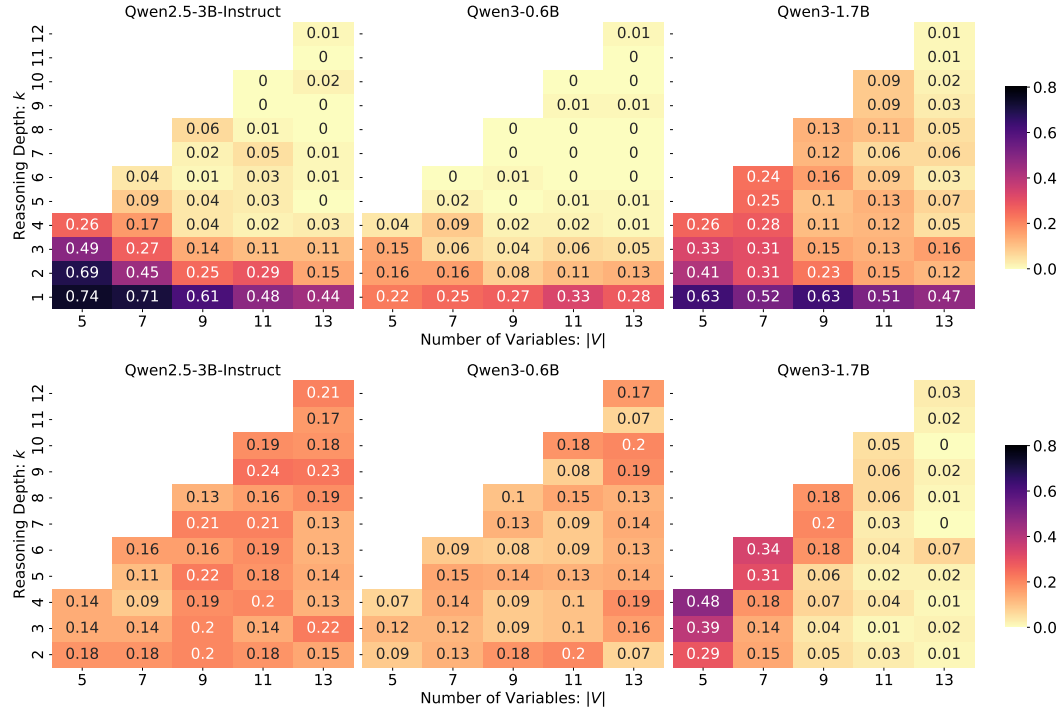 Qwen2.5-3B-Instruct Qwen3-0.6B Qwen3-1.7B
12 0.01 0.01 0.01
11 0 0 0.01
10 0 0.02 0 0 0.09 0.02
9 0 0 0.01 0.01 0.09 0.03
8 0.06 0.01 0 0 0 0 0.13 0.11 0.05
7 0.02 0.05 0.01 0 0 0 0.12 0.06 0.06
6 0.04 0.01 0.03 0.01 0 0.01 0 0 0.24 0.16 0.09 0.03
5 0.09 0.04 0.03 0 0.02 0 0.01 0.01 0.25 0.1 0.13 0.07
4 0.26 0.17 0.04 0.02 0.03 0.04 0.09 0.02 0.02 0.01 0.26 0.28 0.11 0.12 0.05
3 0.49 0.27 0.14 0.11 0.11 0.15 0.06 0.04 0.06 0.05 0.33 0.31 0.15 0.13 0.16
2 0.69 0.45 0.25 0.29 0.15 0.16 0.16 0.08 0.11 0.13 0.41 0.31 0.23 0.15 0.12
1 0.74 0.71 0.61 0.48 0.44 0.22 0.25 0.27 0.33 0.28 0.63 0.52 0.63 0.51 0.47
5 7 9 11 13 5 7 9 11 13 5 7 9 11 13
Reasoning Depth: k
Number of Variables: |V|
0.8
0.6
0.4
0.2
0.0
Qwen2.5-3B-Instruct Qwen3-0.6B Qwen3-1.7B
12 0.21 0.17 0.03
11 0.17 0.07 0.02
10 0.19 0.18 0.18 0.2 0.05 0
9 0.24 0.23 0.08 0.19 0.06 0.02
8 0.13 0.16 0.19 0.1 0.15 0.13 0.18 0.06 0.01
7 0.21 0.21 0.13 0.13 0.09 0.14 0.2 0.03 0
6 0.16 0.16 0.19 0.13 0.09 0.08 0.09 0.13 0.34 0.18 0.04 0.07
5 0.11 0.22 0.18 0.14 0.15 0.14 0.13 0.14 0.31 0.06 0.02 0.02
4 0.14 0.09 0.19 0.2 0.13 0.07 0.14 0.09 0.1 0.19 0.48 0.18 0.07 0.04 0.01
3 0.14 0.14 0.2 0.14 0.22 0.12 0.12 0.09 0.1 0.16 0.39 0.14 0.04 0.01 0.02
2 0.18 0.18 0.2 0.18 0.15 0.09 0.13 0.18 0.2 0.07 0.29 0.15 0.05 0.03 0.01
5 7 9 11 13 5 7 9 11 13 5 7 9 11 13
Reasoning Depth: k
Number of Variables: |V|
0.8
0.6
0.4
0.2
0.0